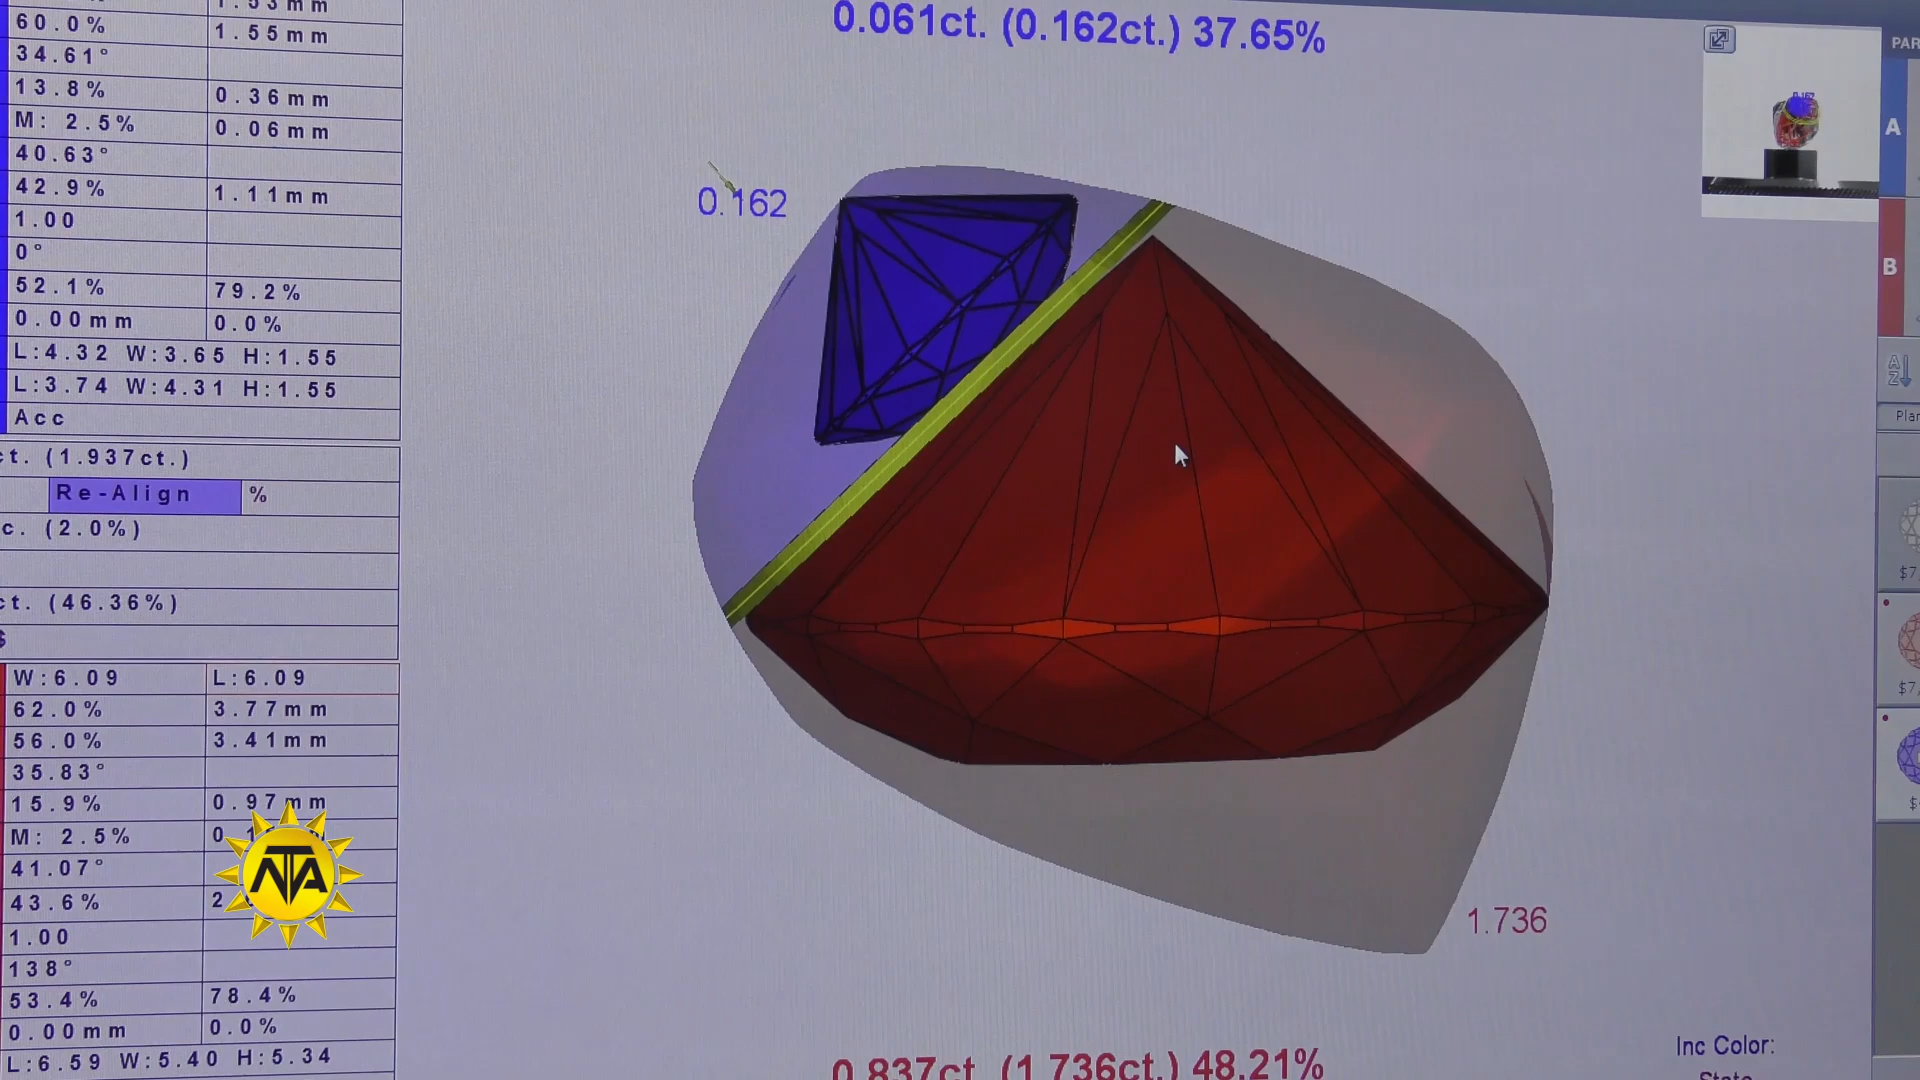 60.0% 1.55mm
34.61°
13.8% 0.36mm
M: 2.5% 0.06mm
40.63°
42.9% 1.11mm
1.00
0°
52.1% 79.2%
0.00mm 0.0%
L:4.32 W:3.65 H:1.55
L:3.74 W:4.31 H:1.55
Acc
ct. (1.937ct.)
Re-Align %
c. (2.0%)
ct. (46.36%)
$
W:6.09 L:6.09
62.0% 3.77mm
56.0% 3.41mm
35.83°
15.9% 0.97mm
M: 2.5%
41.07°
43.6%
1.00
138°
53.4% 78.4%
0.00mm 0.0%
L:6.59 W:5.40 H:5.34
NTA
0.061ct. (0.162ct.) 37.65%
0.162
1.736
0.837ct. (1.736ct.) 48.21%
Inc Color:
A
B
AZ